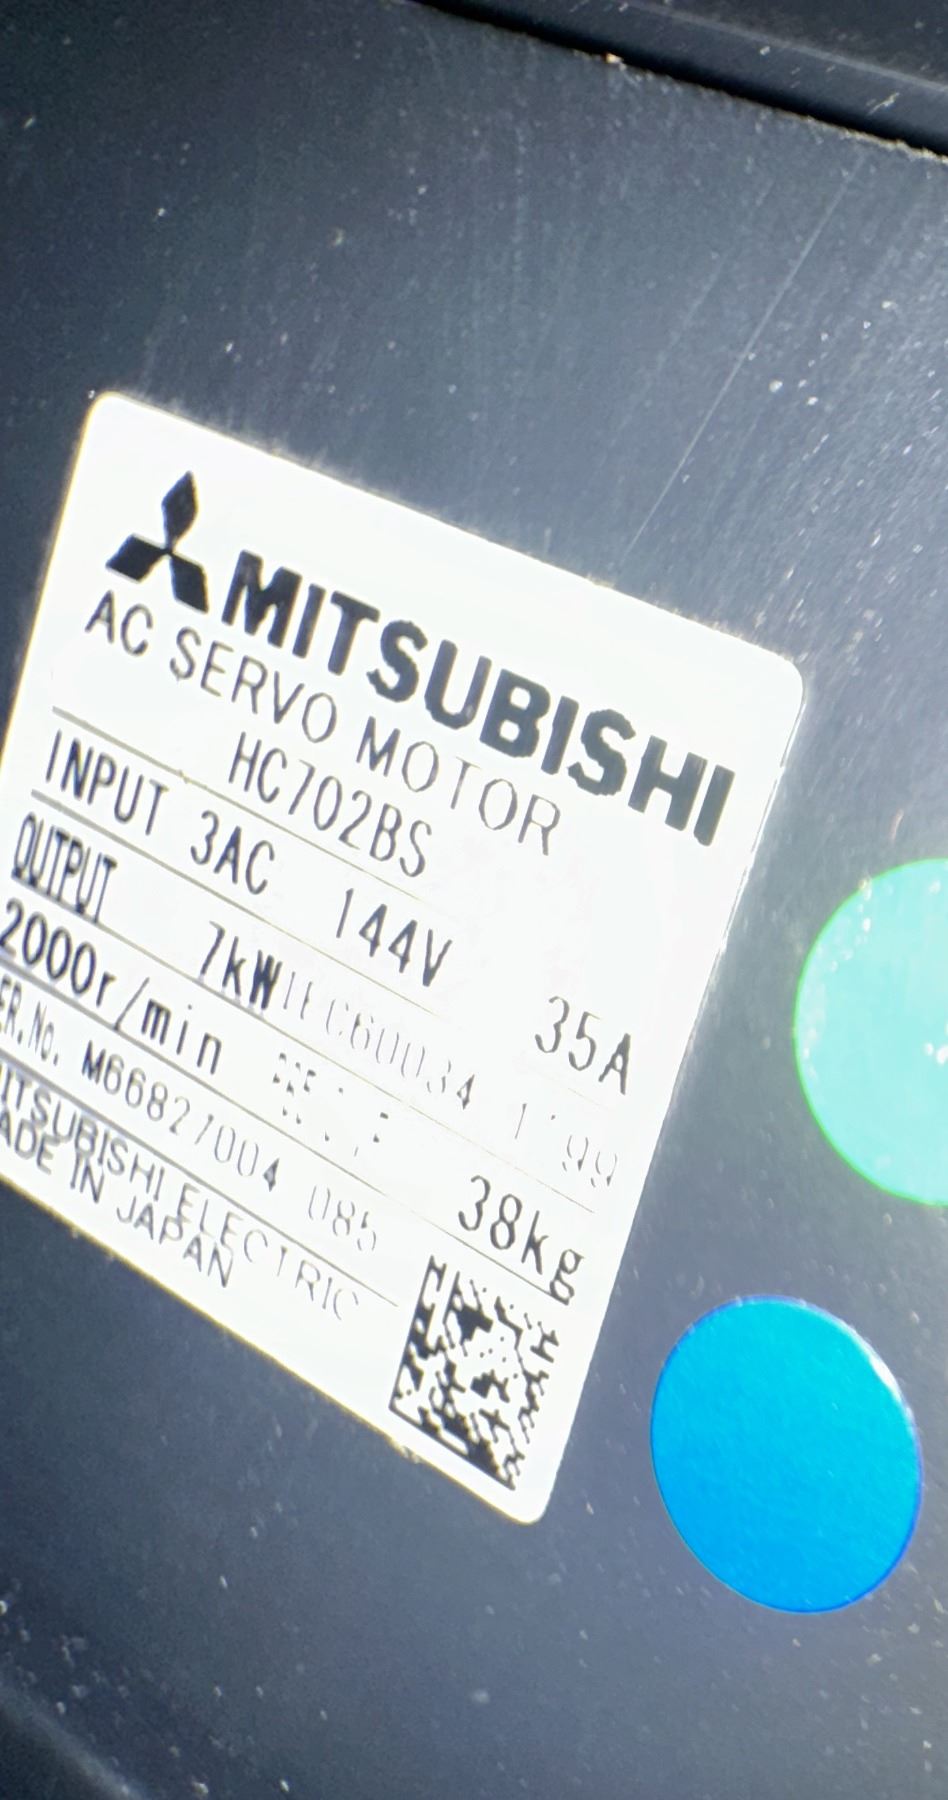 MITSUBISHI
AC SERVO MOTOR
HC702BS
INPUT 3AC 144V 35A
OUTPUT 7kW IEC60034
2000r/min 38kg
M66827004 085
MITSUBISHI ELECTRIC
MADE IN JAPAN